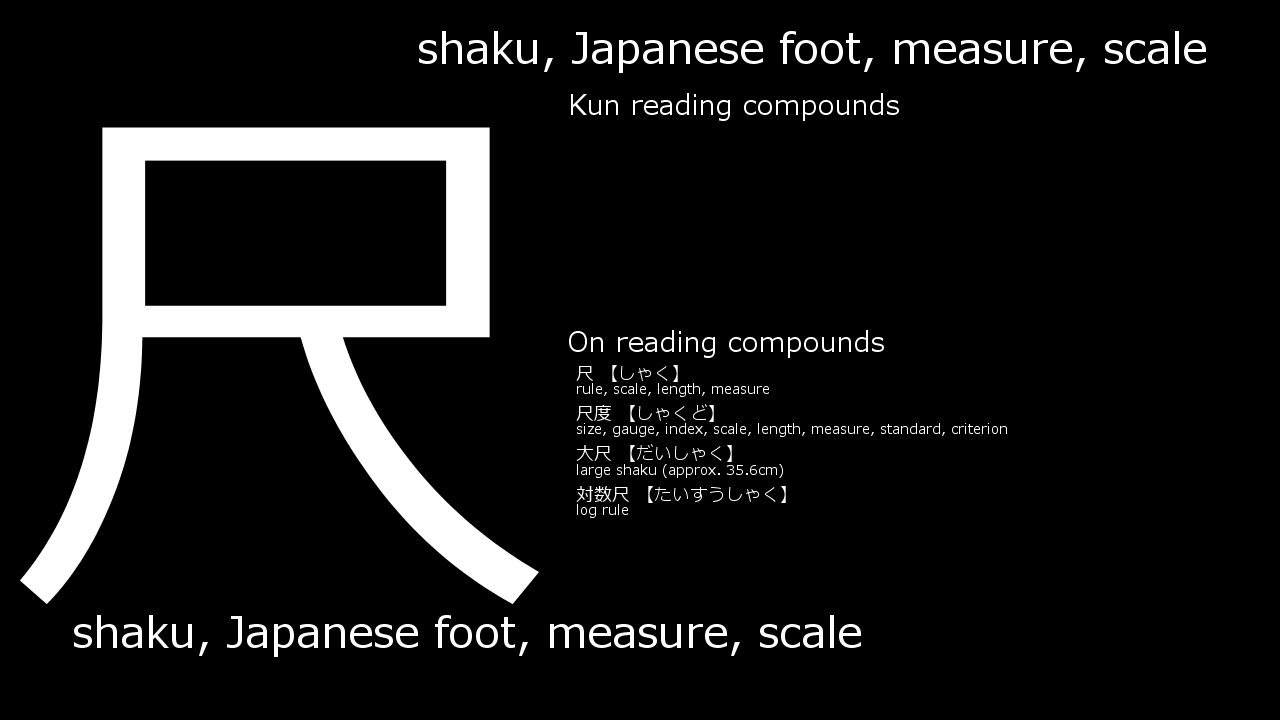 shaku, Japanese foot, measure, scale
Kun reading compounds
尺
On reading compounds
尺 【しゃく】
rule, scale, length, measure
尺度 【しゃくど】
size, gauge, index, scale, length, measure, standard, criterion
大尺 【だいしゃく】
large shaku (approx. 35.6cm)
対数尺 【たいすうしゃく】
log rule
shaku, Japanese foot, measure, scale